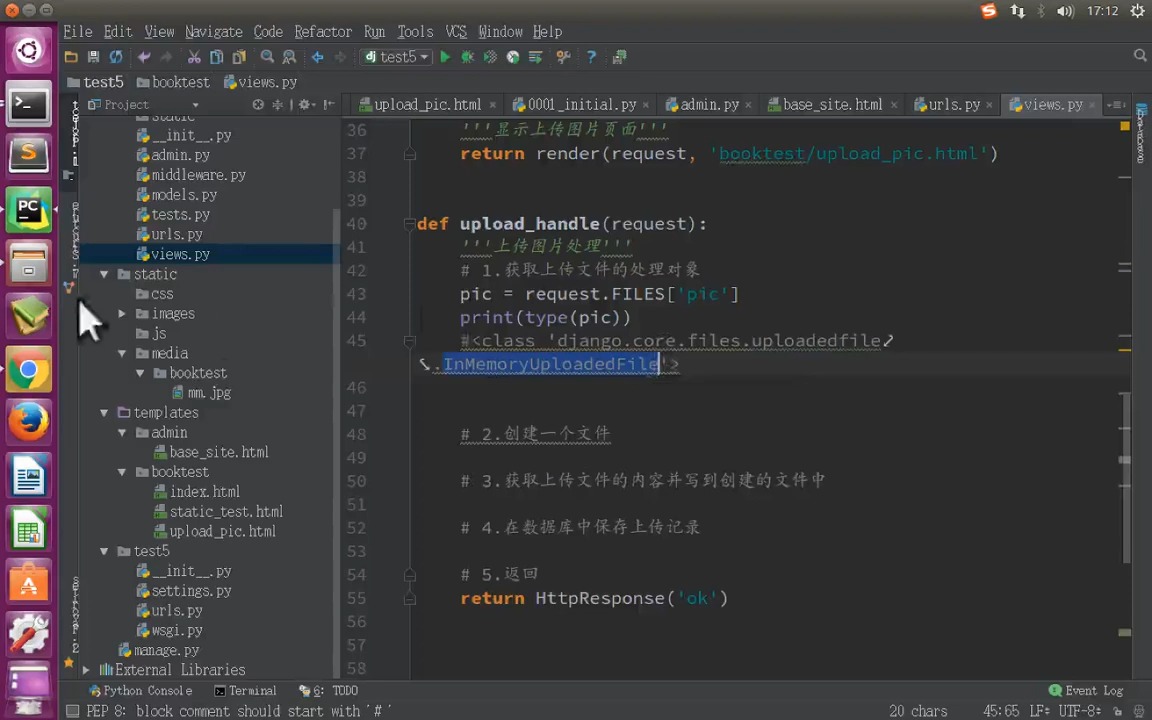 17:12
File Edit View Navigate Code Refactor Run Tools VCS Window Help
test5
test5 booktest views.py
Project
upload_pic.html 0001_initial.py admin.py base_site.html urls.py views.py
static
__init__.py
admin.py
middleware.py
models.py
tests.py
urls.py
views.py
static
css
images
js
media
booktest
mm.jpg
templates
admin
base_site.html
booktest
index.html
static_test.html
upload_pic.html
test5
__init__.py
settings.py
urls.py
wsgi.py
manage.py
External Libraries
36 '''显示上传图片页面'''
37 return render(request, 'booktest/upload_pic.html')
38
39
40 def upload_handle(request):
41 '''上传图片处理'''
42 # 1.获取上传文件的处理对象
43 pic = request.FILES['pic']
44 print(type(pic))
45 #<class 'django.core.files.uploadedfile
.InMemoryUploadedFile'>
46
47
48 # 2.创建一个文件
49
50 # 3.获取上传文件的内容并写到创建的文件中
51
52 # 4.在数据库中保存上传记录
53
54 # 5.返回
55 return HttpResponse('ok')
56
57
58
Database
Python Console Terminal 6: TODO Event Log
PEP 8: block comment should start with '# ' 20 chars 45:65 LF÷ UTF-8÷